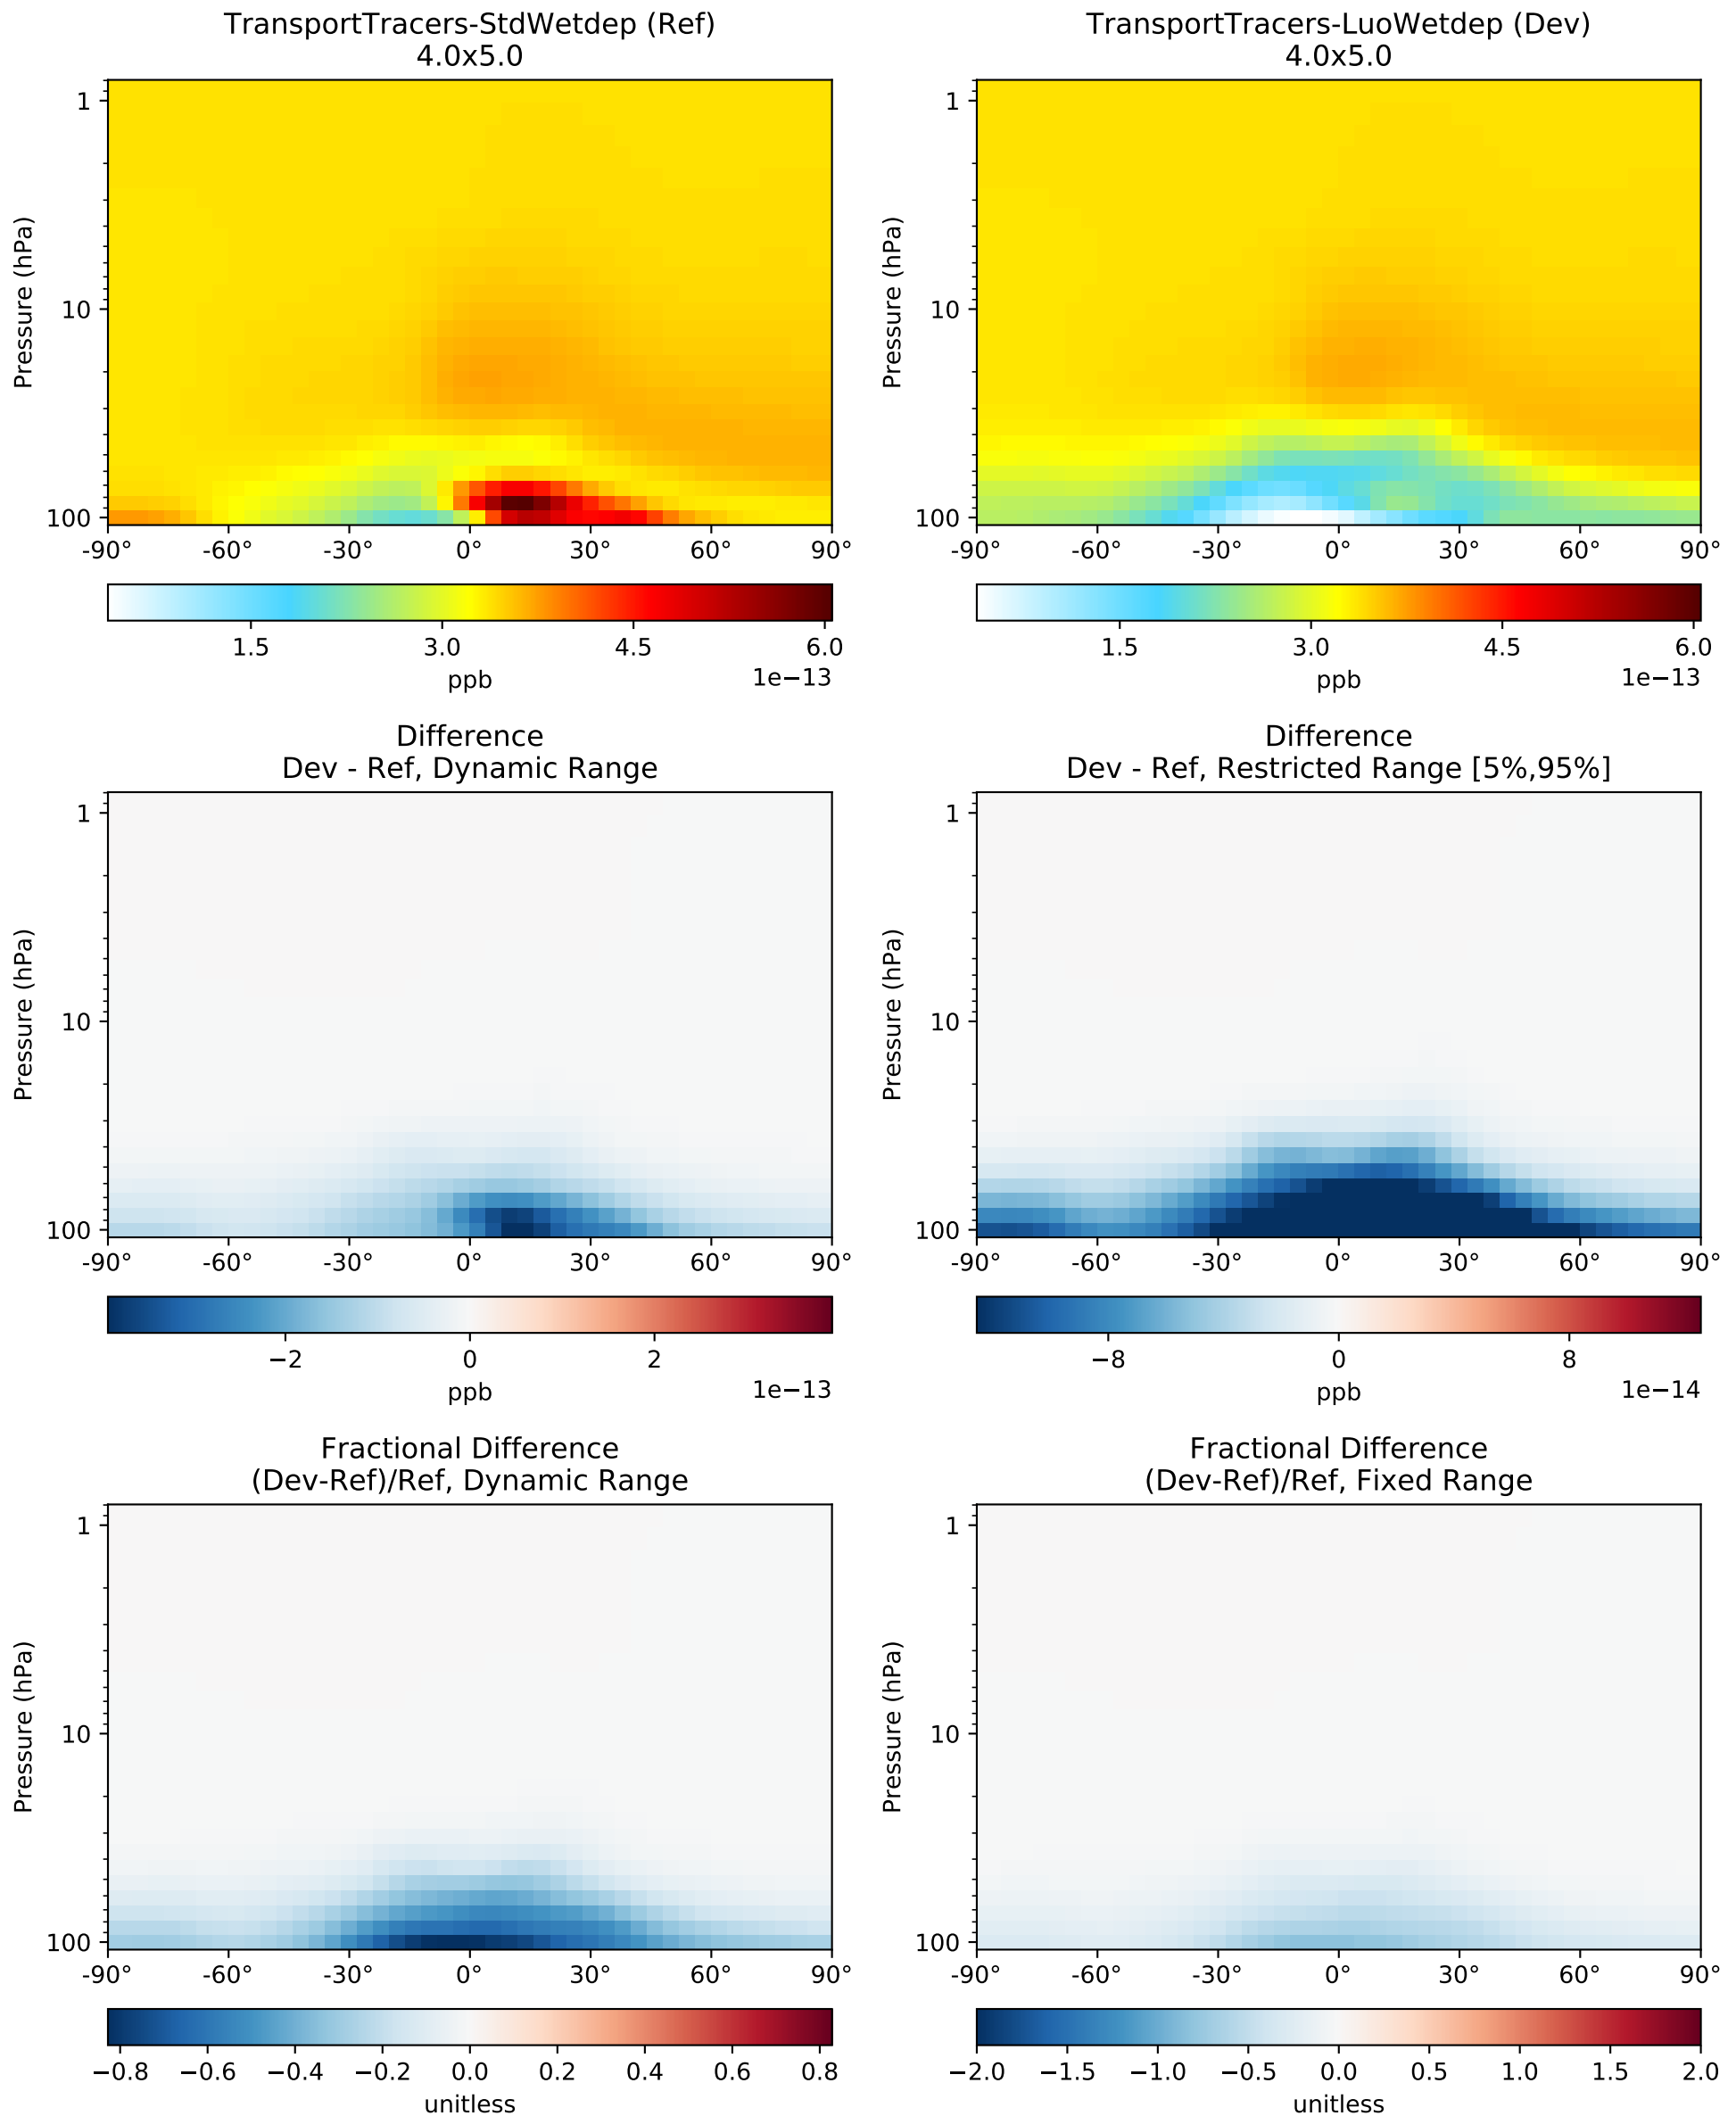 TransportTracers-StdWetdep (Ref)
4.0x5.0
TransportTracers-LuoWetdep (Dev)
4.0x5.0
Pressure (hPa)
1
10
100
-90° -60° -30° 0° 30° 60° 90°
1.5 3.0 4.5 6.0
1e−13
ppb
Pressure (hPa)
1
10
100
-90° -60° -30° 0° 30° 60° 90°
1.5 3.0 4.5 6.0
1e−13
ppb
Difference
Dev - Ref, Dynamic Range
Difference
Dev - Ref, Restricted Range [5%,95%]
Pressure (hPa)
1
10
100
-90° -60° -30° 0° 30° 60° 90°
−2 0 2
1e−13
ppb
Pressure (hPa)
1
10
100
-90° -60° -30° 0° 30° 60° 90°
−8 0 8
1e−14
ppb
Fractional Difference
(Dev-Ref)/Ref, Dynamic Range
Fractional Difference
(Dev-Ref)/Ref, Fixed Range
Pressure (hPa)
1
10
100
-90° -60° -30° 0° 30° 60° 90°
−0.8 −0.6 −0.4 −0.2 0.0 0.2 0.4 0.6 0.8
unitless
Pressure (hPa)
1
10
100
-90° -60° -30° 0° 30° 60° 90°
−2.0 −1.5 −1.0 −0.5 0.0 0.5 1.0 1.5 2.0
unitless